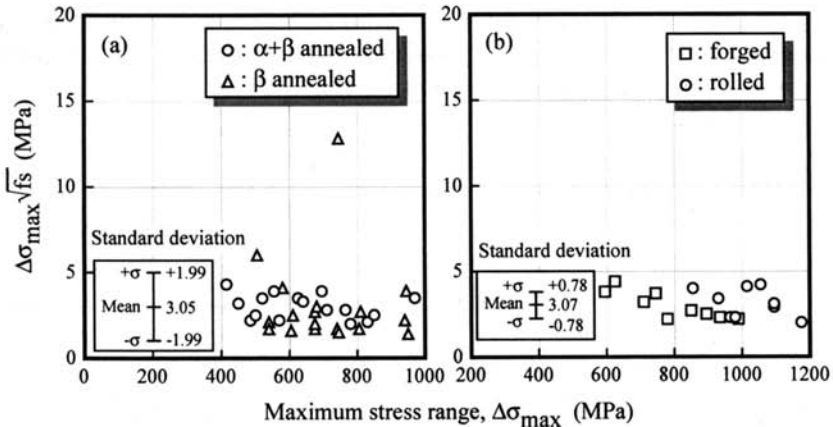 20
15
10
5
0
Δσmax√fs (MPa)
(a)
○ : α+β annealed
△ : β annealed
Standard deviation
+σ +1.99
Mean 3.05
-σ -1.99
200 400 600 800 1000
20
15
10
5
0
(b)
□ : forged
○ : rolled
Standard deviation
+σ +0.78
Mean 3.07
-σ -0.78
200 400 600 800 1000 1200
Maximum stress range, Δσmax (MPa)